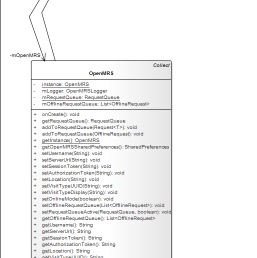 -mOpenMRS
Collect
OpenMRS
- instance: OpenMRS
- mLogger: OpenMRSLogger
- mRequestQueue: RequestQueue
- mOfflineRequestQueue: List<OfflineRequest>
+ onCreate(): void
+ getRequestQueue(): RequestQueue
+ addToRequestQueue(Request<T>): void
+ addToRequestQueue(OfflineRequest): void
+ getInstance(): OpenMRS
+ getOpenMRSSharedPreferences(): SharedPreferences
+ setUsername(String): void
+ setServerUrl(String): void
+ setSessionToken(String): void
+ setAuthorizationToken(String): void
+ setLocation(String): void
+ setVisitTypeUUID(String): void
+ setVisitTypeDisplay(String): void
+ setOnlineMode(boolean): void
+ setOfflineRequestQueue(List<OfflineRequest>): void
+ setRequestQueueActive(RequestQueue, boolean): void
+ getOfflineRequestQueue(): List<OfflineRequest>
+ getUsername(): String
+ getServerUrl(): String
+ getSessionToken(): String
+ getAuthorizationToken(): String
+ getLocation(): String
+ getVisitTypeUUID(): String